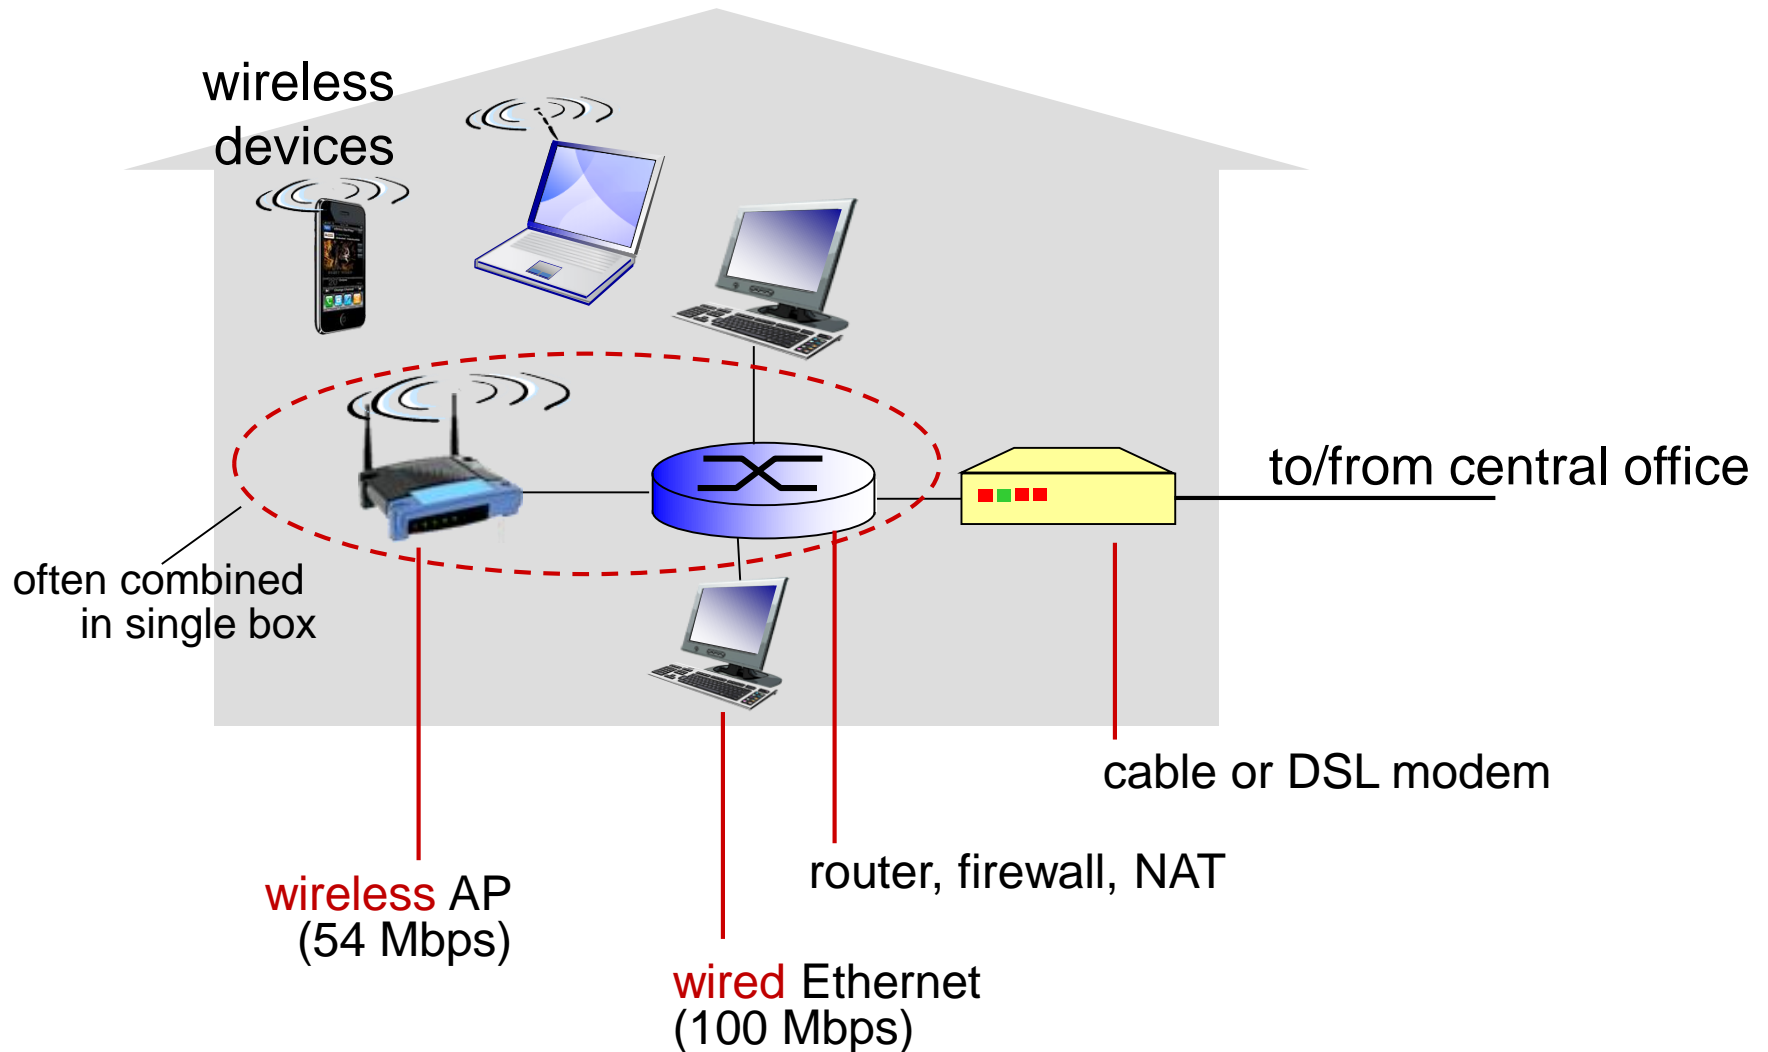 wireless
devices
to/from central office
often combined
in single box
cable or DSL modem
router, firewall, NAT
wireless AP
(54 Mbps)
wired Ethernet
(100 Mbps)